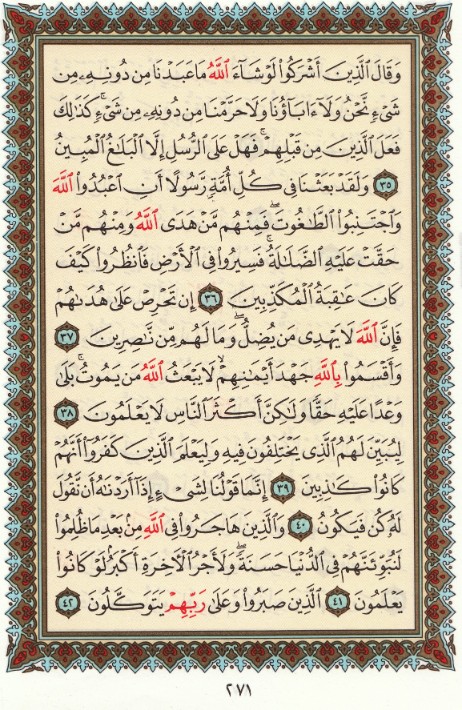 وَقَالَ ٱلَّذِينَ أَشْرَكُوا۟ لَوْ شَآءَ ٱللَّهُ مَا عَبَدْنَا مِن دُونِهِۦ مِن
شَىْءٍ نَّحْنُ وَلَآ ءَابَآؤُنَا وَلَا حَرَّمْنَا مِن دُونِهِۦ مِن شَىْءٍ ۚ كَذَٰلِكَ
فَعَلَ ٱلَّذِينَ مِن قَبْلِهِمْ ۚ فَهَلْ عَلَى ٱلرُّسُلِ إِلَّا ٱلْبَلَٰغُ ٱلْمُبِينُ
٣٥ وَلَقَدْ بَعَثْنَا فِى كُلِّ أُمَّةٍ رَّسُولًا أَنِ ٱعْبُدُوا۟ ٱللَّهَ
وَٱجْتَنِبُوا۟ ٱلطَّٰغُوتَ ۖ فَمِنْهُم مَّنْ هَدَى ٱللَّهُ وَمِنْهُم مَّنْ
حَقَّتْ عَلَيْهِ ٱلضَّلَٰلَةُ ۚ فَسِيرُوا۟ فِى ٱلْأَرْضِ فَٱنظُرُوا۟ كَيْفَ
كَانَ عَٰقِبَةُ ٱلْمُكَذِّبِينَ ٣٦ إِن تَحْرِصْ عَلَىٰ هُدَىٰهُمْ
فَإِنَّ ٱللَّهَ لَا يَهْدِى مَن يُضِلُّ ۖ وَمَا لَهُم مِّن نَّٰصِرِينَ ٣٧
وَأَقْسَمُوا۟ بِٱللَّهِ جَهْدَ أَيْمَٰنِهِمْ ۙ لَا يَبْعَثُ ٱللَّهُ مَن يَمُوتُ ۚ بَلَىٰ
وَعْدًا عَلَيْهِ حَقًّا وَلَٰكِنَّ أَكْثَرَ ٱلنَّاسِ لَا يَعْلَمُونَ ٣٨
لِيُبَيِّنَ لَهُمُ ٱلَّذِى يَخْتَلِفُونَ فِيهِ وَلِيَعْلَمَ ٱلَّذِينَ كَفَرُوٓا۟ أَنَّهُمْ
كَانُوا۟ كَٰذِبِينَ ٣٩ إِنَّمَا قَوْلُنَا لِشَىْءٍ إِذَآ أَرَدْنَٰهُ أَن نَّقُولَ
لَهُۥ كُن فَيَكُونُ ٤٠ وَٱلَّذِينَ هَاجَرُوا۟ فِى ٱللَّهِ مِنۢ بَعْدِ مَا ظُلِمُوا۟
لَنُبَوِّئَنَّهُمْ فِى ٱلدُّنْيَا حَسَنَةً ۖ وَلَأَجْرُ ٱلْءَاخِرَةِ أَكْبَرُ ۚ لَوْ كَانُوا۟
يَعْلَمُونَ ٤١ ٱلَّذِينَ صَبَرُوا۟ وَعَلَىٰ رَبِّهِمْ يَتَوَكَّلُونَ ٤٢
٢٧١